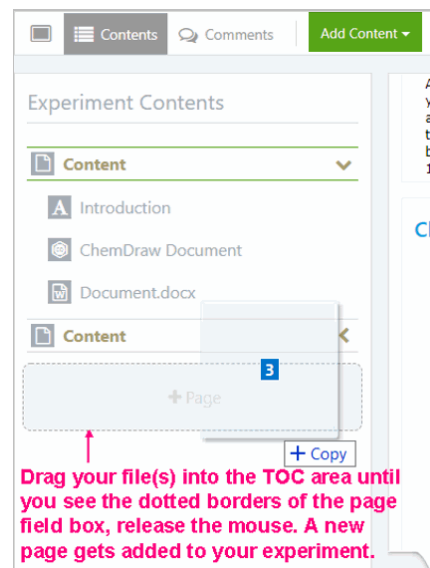 Contents Comments Add Content
Experiment Contents
Content
A Introduction
ChemDraw Document
Document.docx
Content
3
+ Page
+ Copy
Drag your file(s) into the TOC area until
you see the dotted borders of the page
field box, release the mouse. A new
page gets added to your experiment.